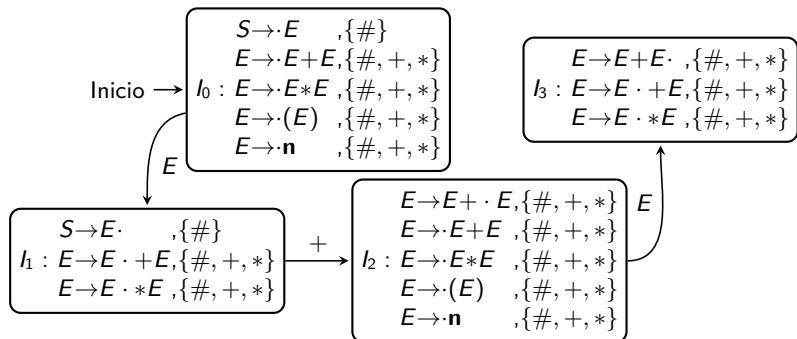 S→·E ,{#}
E→·E+E,{#, +, *}
Inicio → I0 : E→·E*E ,{#, +, *}
E→·(E) ,{#, +, *}
E→·n ,{#, +, *}
E
E→E+E· ,{#, +, *}
I3 : E→E · +E,{#, +, *}
E→E · *E ,{#, +, *}
S→E· ,{#}
I1 : E→E · +E,{#, +, *}
E→E · *E ,{#, +, *}
+
E→E+ · E,{#, +, *}
E→·E+E ,{#, +, *}
I2 : E→·E*E ,{#, +, *}
E→·(E) ,{#, +, *}
E→·n ,{#, +, *}
E